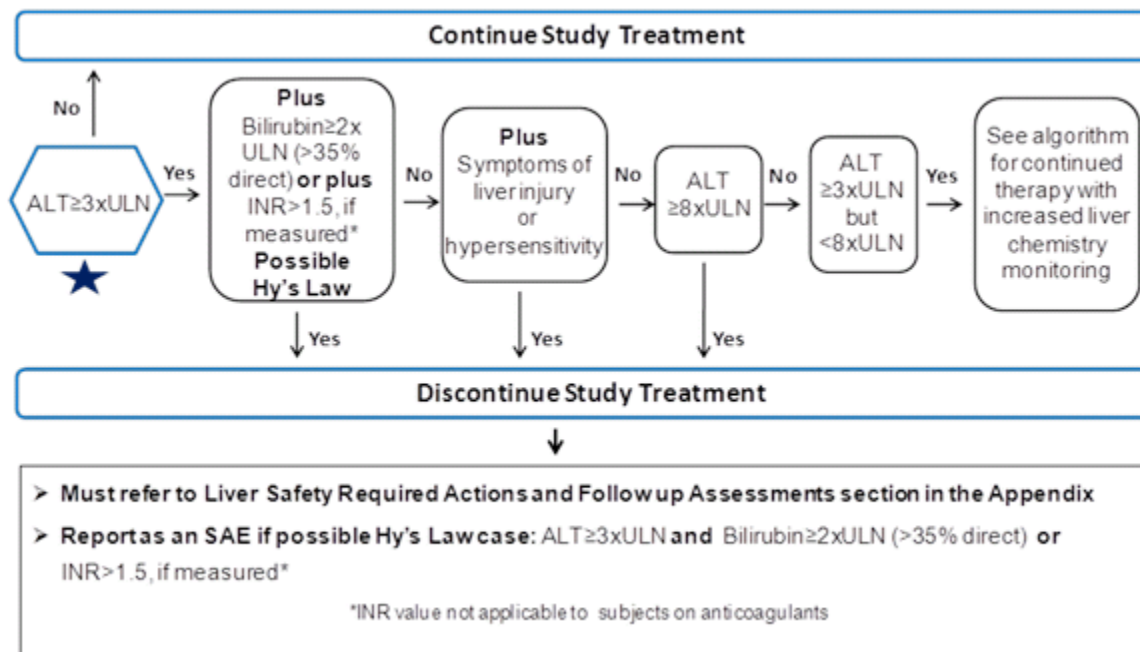 Continue Study Treatment
No
ALT≥3xULN
Yes
Plus
Bilirubin≥2x
ULN (>35%
direct) or plus
INR>1.5, if
measured*
Possible
Hy's Law
No
Plus
Symptoms of
liver injury
or
hypersensitivity
No
ALT
≥8xULN
No
ALT
≥3xULN
but
<8xULN
Yes
See algorithm
for continued
therapy with
increased liver
chemistry
monitoring
Yes
Yes
Yes
Discontinue Study Treatment
➢ Must refer to Liver Safety Required Actions and Follow up Assessments section in the Appendix
➢ Report as an SAE if possible Hy's Law case: ALT≥3xULN and Bilirubin≥2xULN (>35% direct) or
INR>1.5, if measured*
*INR value not applicable to subjects on anticoagulants